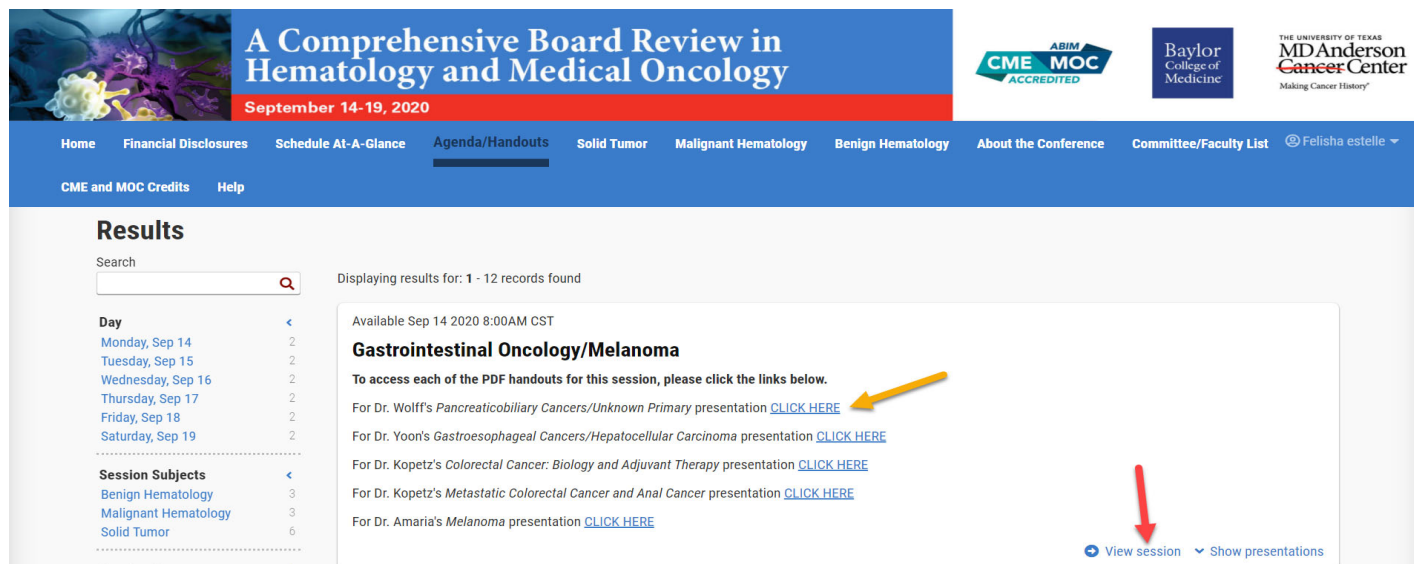 A Comprehensive Board Review in
Hematology and Medical Oncology
September 14-19, 2020
ABIM
CME MOC
ACCREDITED
Baylor
College of
Medicine
THE UNIVERSITY OF TEXAS
MD Anderson
Cancer Center
Making Cancer History®
Home Financial Disclosures Schedule At-A-Glance Agenda/Handouts Solid Tumor Malignant Hematology Benign Hematology About the Conference Committee/Faculty List Felisha estelle
CME and MOC Credits Help
Results
Search
Displaying results for: 1 - 12 records found
Day
Monday, Sep 14 2
Tuesday, Sep 15 2
Wednesday, Sep 16 2
Thursday, Sep 17 2
Friday, Sep 18 2
Saturday, Sep 19 2
Session Subjects
Benign Hematology 3
Malignant Hematology 3
Solid Tumor 6
Available Sep 14 2020 8:00AM CST
Gastrointestinal Oncology/Melanoma
To access each of the PDF handouts for this session, please click the links below.
For Dr. Wolff's Pancreaticobiliary Cancers/Unknown Primary presentation CLICK HERE
For Dr. Yoon's Gastroesophageal Cancers/Hepatocellular Carcinoma presentation CLICK HERE
For Dr. Kopetz's Colorectal Cancer: Biology and Adjuvant Therapy presentation CLICK HERE
For Dr. Kopetz's Metastatic Colorectal Cancer and Anal Cancer presentation CLICK HERE
For Dr. Amaria's Melanoma presentation CLICK HERE
View session Show presentations